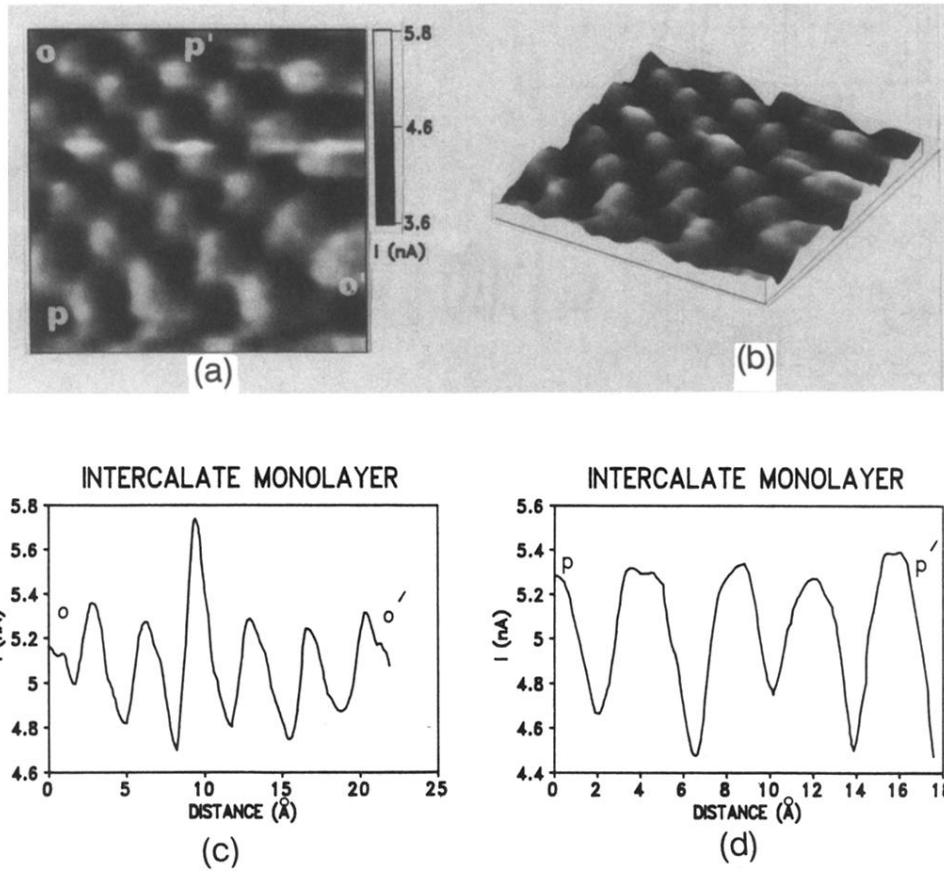 o
p'
5.8
4.6
3.6
I (nA)
o'
p
(a)
(b)
INTERCALATE MONOLAYER
5.8
5.6
5.4
5.2
5
4.8
4.6
I (nA)
o
o′
0
5
10
15
20
25
DISTANCE (Å)
(c)
INTERCALATE MONOLAYER
5.6
5.4
5.2
5
4.8
4.6
4.4
I (nA)
p
p′
0
2
4
6
8
10
12
14
16
18
DISTANCE (Å)
(d)